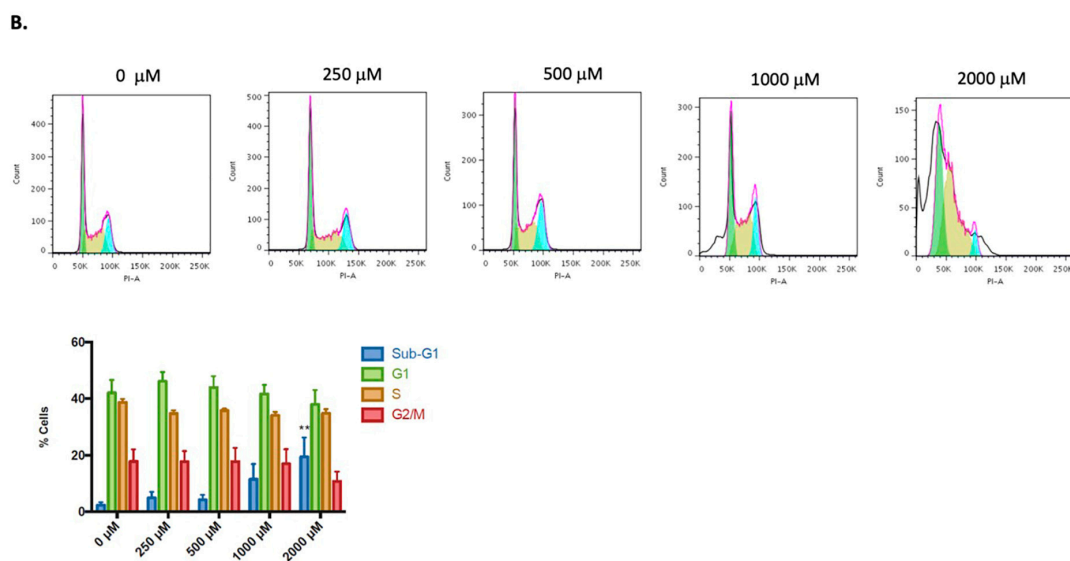 B.
0 μM
250 μM
500 μM
1000 μM
2000 μM
400
300
200
100
0
Count
0 50K 100K 150K 200K 250K
PI-A
500
400
300
200
100
0
Count
0 50K 100K 150K 200K 250K
PI-A
300
200
100
0
Count
0 50K 100K 150K 200K 250K
PI-A
300
200
100
0
Count
0 50K 100K 150K 200K 250K
PI-A
150
100
50
0
Count
0 50K 100K 150K 200K 250K
PI-A
60
40
20
0
% Cells
**
0 μM
250 μM
500 μM
1000 μM
2000 μM
Sub-G1
G1
S
G2/M